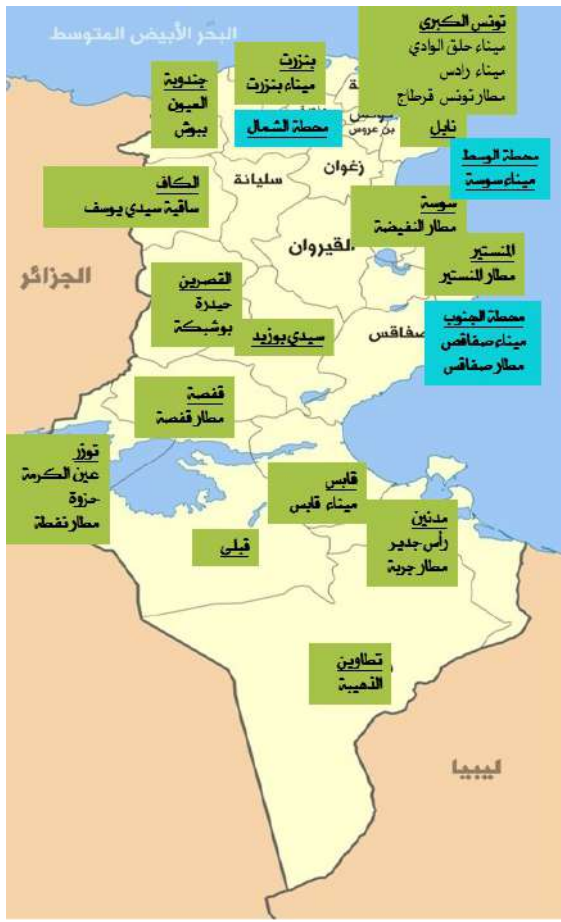 البحر الأبيض المتوسط
تونس الكبرى
ميناء حلق الوادي
ميناء رادس
مطار تونس قرطاج
بنزرت
ميناء بنزرت
جندوبة
العيون
ببوش
محطة الشمال
بن عروس
نابل
محطة الوسط
ميناء سوسة
زغوان
سليانة
الكاف
ساقية سيدي يوسف
سوسة
مطار النفيضة
القيروان
المنستير
مطار المنستير
الجزائر
القصرين
حيدرة
بوشبكة
سيدي بوزيد
صفاقس
محطة الجنوب
ميناء صفاقص
مطار صفاقس
قفصة
مطار قفصة
توزر
عين الكرمة
حزوة
مطار نفطة
قابس
ميناء قابس
قبلي
مدنين
رأس جدير
مطار جربة
تطاوين
الذهيبة
ليبيا